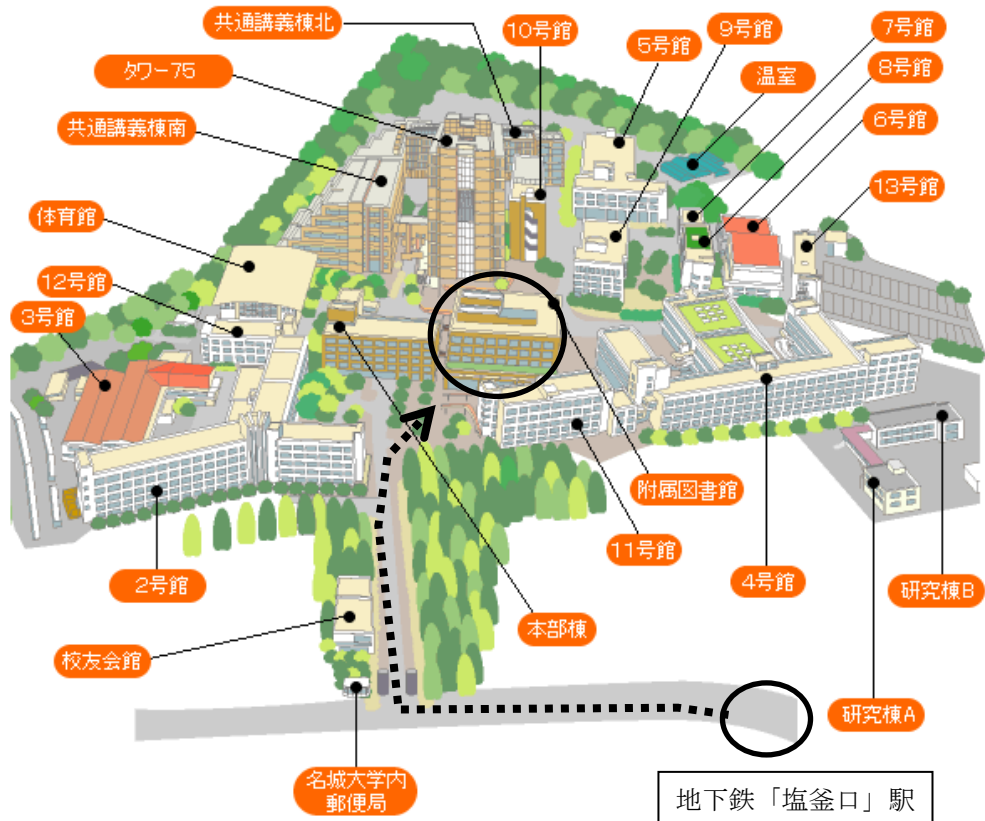 共通講義棟北
10号館
9号館
7号館
5号館
温室
8号館
タワー75
共通講義棟南
6号館
13号館
体育館
12号館
3号館
附属図書館
11号館
4号館
2号館
研究棟B
本部棟
校友会館
研究棟A
名城大学内
郵便局
地下鉄「塩釜口」駅